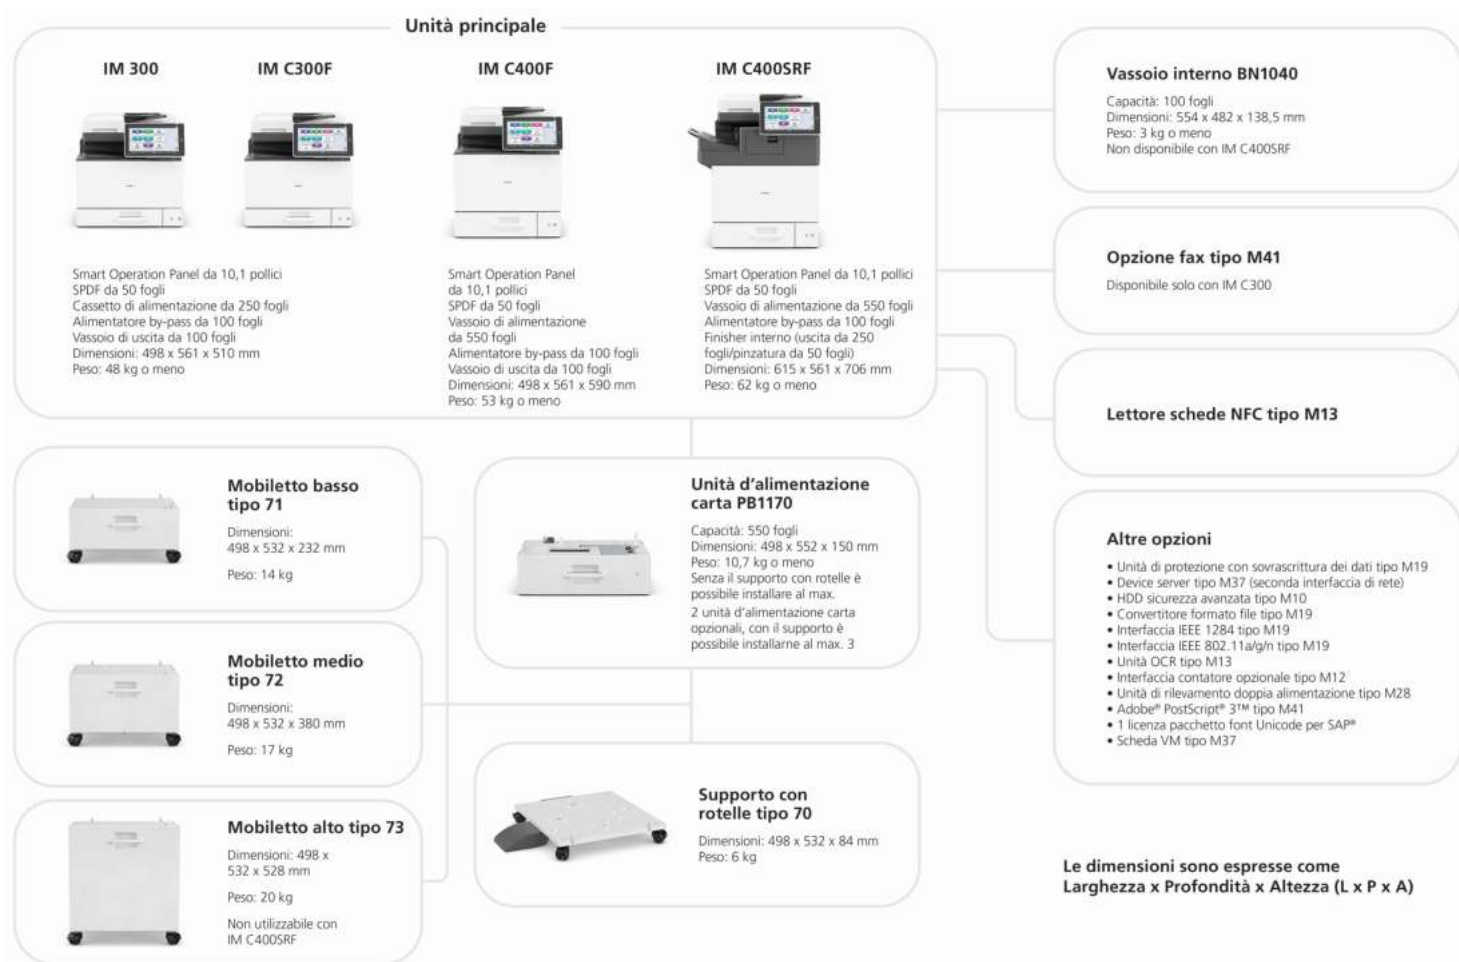 Unità principale
IM 300
IM C300F
IM C400F
IM C400SRF
Smart Operation Panel da 10,1 pollici
SPDF da 50 fogli
Cassetto di alimentazione da 250 fogli
Alimentatore by-pass da 100 fogli
Vassoio di uscita da 100 fogli
Dimensioni: 498 x 561 x 510 mm
Peso: 48 kg o meno
Smart Operation Panel
da 10,1 pollici
SPDF da 50 fogli
Vassoio di alimentazione
da 550 fogli
Alimentatore by-pass da 100 fogli
Vassoio di uscita da 100 fogli
Dimensioni: 498 x 561 x 590 mm
Peso: 53 kg o meno
Smart Operation Panel da 10,1 pollici
SPDF da 50 fogli
Vassoio di alimentazione da 550 fogli
Alimentatore by-pass da 100 fogli
Finisher interno (uscita da 250
fogli/pinzatura da 50 fogli)
Dimensioni: 615 x 561 x 706 mm
Peso: 62 kg o meno
Vassoio interno BN1040
Capacità: 100 fogli
Dimensioni: 554 x 482 x 138,5 mm
Peso: 3 kg o meno
Non disponibile con IM C400SRF
Opzione fax tipo M41
Disponibile solo con IM C300
Lettore schede NFC tipo M13
Altre opzioni
• Unità di protezione con sovrascrittura dei dati tipo M19
• Device server tipo M37 (seconda interfaccia di rete)
• HDD sicurezza avanzata tipo M10
• Convertitore formato file tipo M19
• Interfaccia IEEE 1284 tipo M19
• Interfaccia IEEE 802.11a/g/n tipo M19
• Unità OCR tipo M13
• Interfaccia contatore opzionale tipo M12
• Unità di rilevamento doppia alimentazione tipo M28
• Adobe® PostScript® 3™ tipo M41
• 1 licenza pacchetto font Unicode per SAP®
• Scheda VM tipo M37
Mobiletto basso
tipo 71
Dimensioni:
498 x 532 x 232 mm
Peso: 14 kg
Mobiletto medio
tipo 72
Dimensioni:
498 x 532 x 380 mm
Peso: 17 kg
Mobiletto alto tipo 73
Dimensioni: 498 x
532 x 528 mm
Peso: 20 kg
Non utilizzabile con
IM C400SRF
Unità d'alimentazione
carta PB1170
Capacità: 550 fogli
Dimensioni: 498 x 552 x 150 mm
Peso: 10,7 kg o meno
Senza il supporto con rotelle è
possibile installare al max.
2 unità d'alimentazione carta
opzionali, con il supporto è
possibile installarne al max. 3
Supporto con
rotelle tipo 70
Dimensioni: 498 x 532 x 84 mm
Peso: 6 kg
Le dimensioni sono espresse come
Larghezza x Profondità x Altezza (L x P x A)